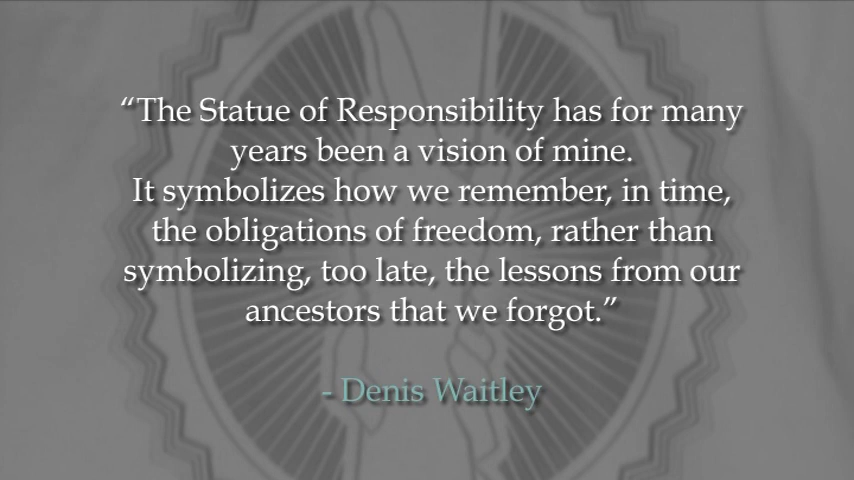 “The Statue of Responsibility has for many
years been a vision of mine.
It symbolizes how we remember, in time,
the obligations of freedom, rather than
symbolizing, too late, the lessons from our
ancestors that we forgot.”
- Denis Waitley